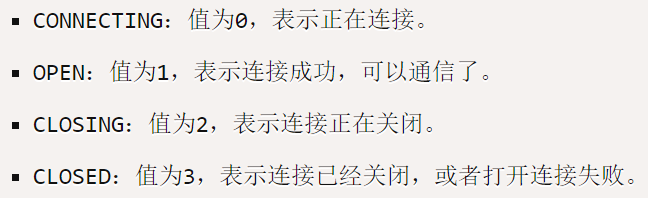 ▪ CONNECTING：值为0，表示正在连接。
▪ OPEN：值为1，表示连接成功，可以通信了。
▪ CLOSING：值为2，表示连接正在关闭。
▪ CLOSED：值为3，表示连接已经关闭，或者打开连接失败。